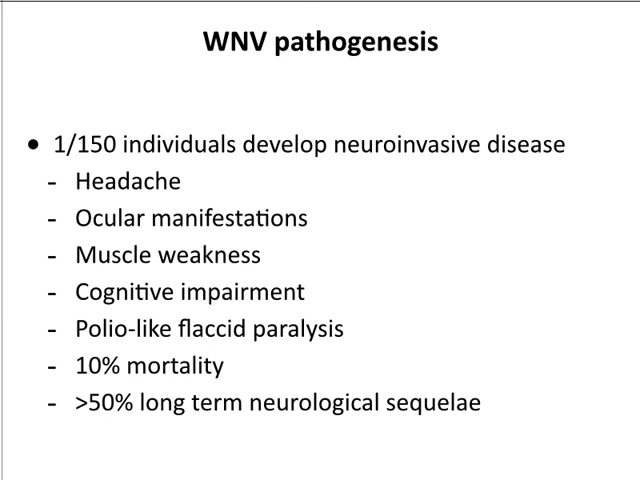 WNV pathogenesis
• 1/150 individuals develop neuroinvasive disease
- Headache
- Ocular manifestations
- Muscle weakness
- Cognitive impairment
- Polio-like flaccid paralysis
- 10% mortality
- >50% long term neurological sequelae